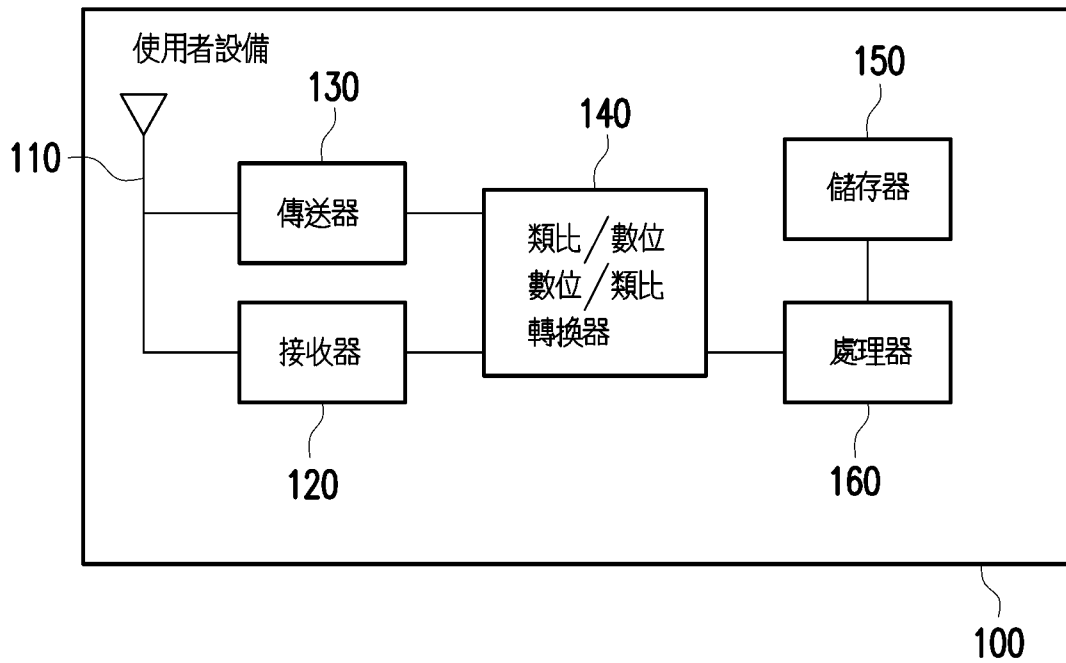 使用者設備
130
150
140
110
傳送器
儲存器
類比/數位
數位/類比
轉換器
接收器
處理器
120
160
100